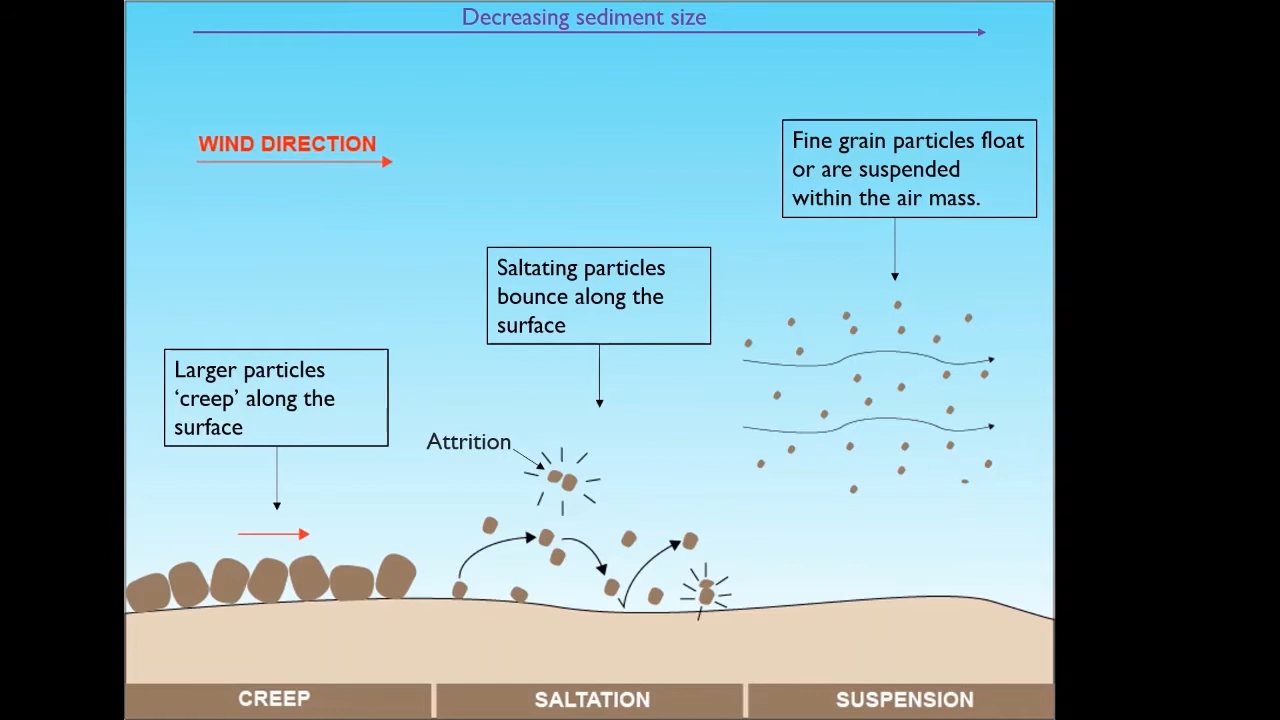 Decreasing sediment size
WIND DIRECTION
Fine grain particles float
or are suspended
within the air mass.
Saltating particles
bounce along the
surface
Larger particles
‘creep’ along the
surface
Attrition
CREEP
SALTATION
SUSPENSION